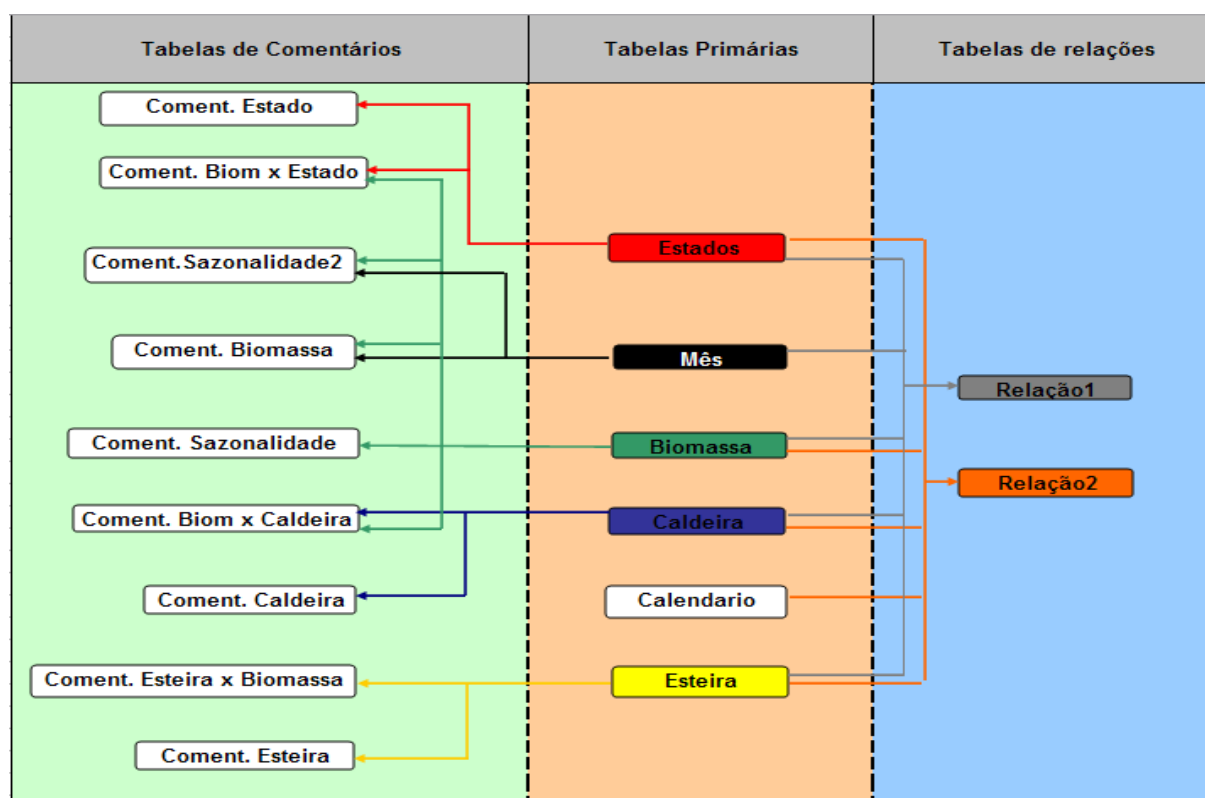 Tabelas de Comentários
Tabelas Primárias
Tabelas de relações
Coment. Estado
Coment. Biom x Estado
Coment.Sazonalidade2
Coment. Biomassa
Coment. Sazonalidade
Coment. Biom x Caldeira
Coment. Caldeira
Coment. Esteira x Biomassa
Coment. Esteira
Estados
Mês
Biomassa
Caldeira
Calendario
Esteira
Relação1
Relação2